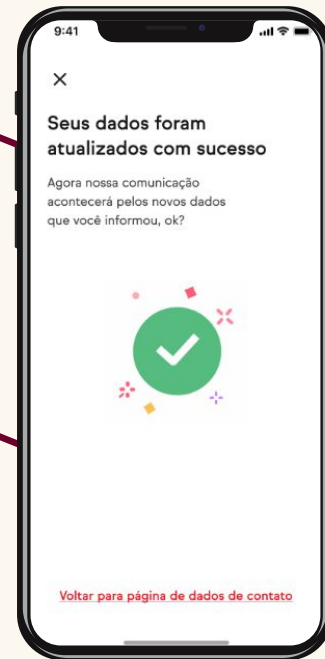 9:41
Seus dados foram
atualizados com sucesso
Agora nossa comunicação
acontecerá pelos novos dados
que você informou, ok?
Voltar para página de dados de contato